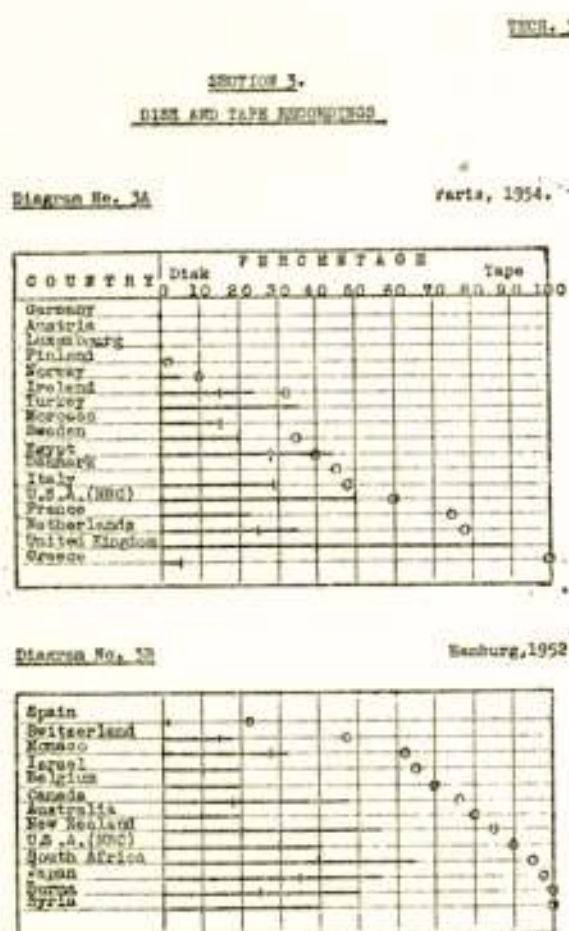 TECH.
SECTION 3.
DISK AND TAPE RECORDINGS
Diagram No. 3A
Paris, 1954.
PERCENTAGE
COUNTRY Disk Tape
0 10 20 30 40 50 60 70 80 90 100
Germany
Austria
Luxembourg
Finland
Norway
Ireland
Turkey
Morocco
Sweden
Egypt
Denmark
Italy
U.S.A.(NBC)
France
Netherlands
United Kingdom
Greece
Diagram No. 3B
Hamburg,1952
Spain
Switzerland
Monaco
Israel
Belgium
Canada
Australia
New Zealand
U.S.A.(NBC)
South Africa
Japan
Burma
Syria